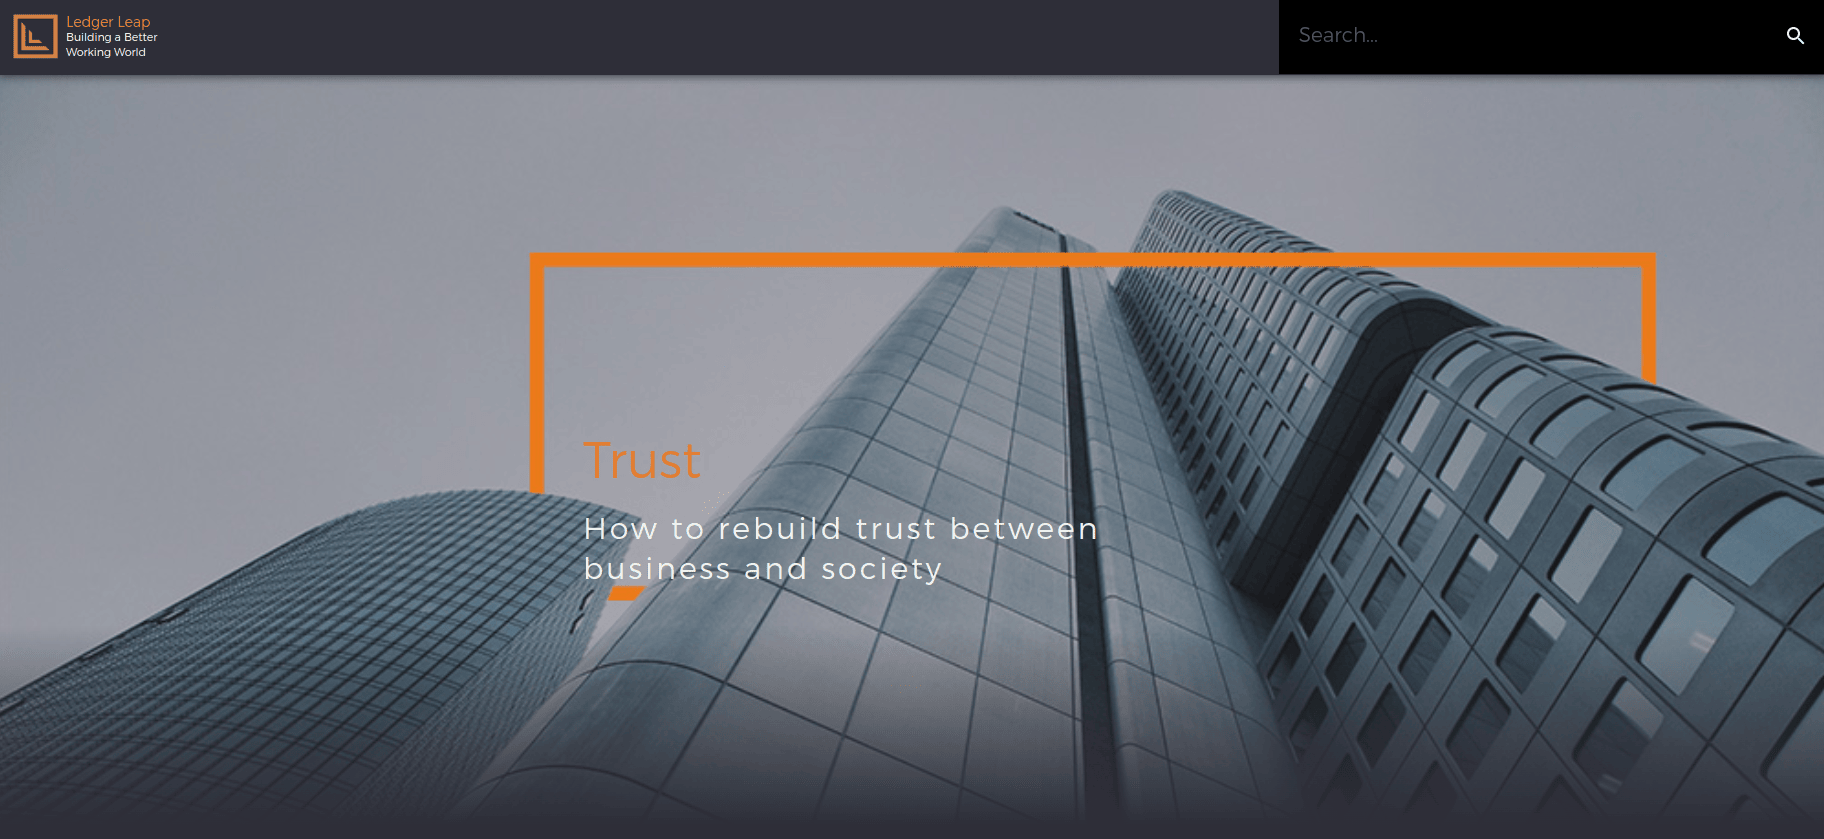 Ledger Leap
Building a Better
Working World
Search...
Trust
How to rebuild trust between
business and society